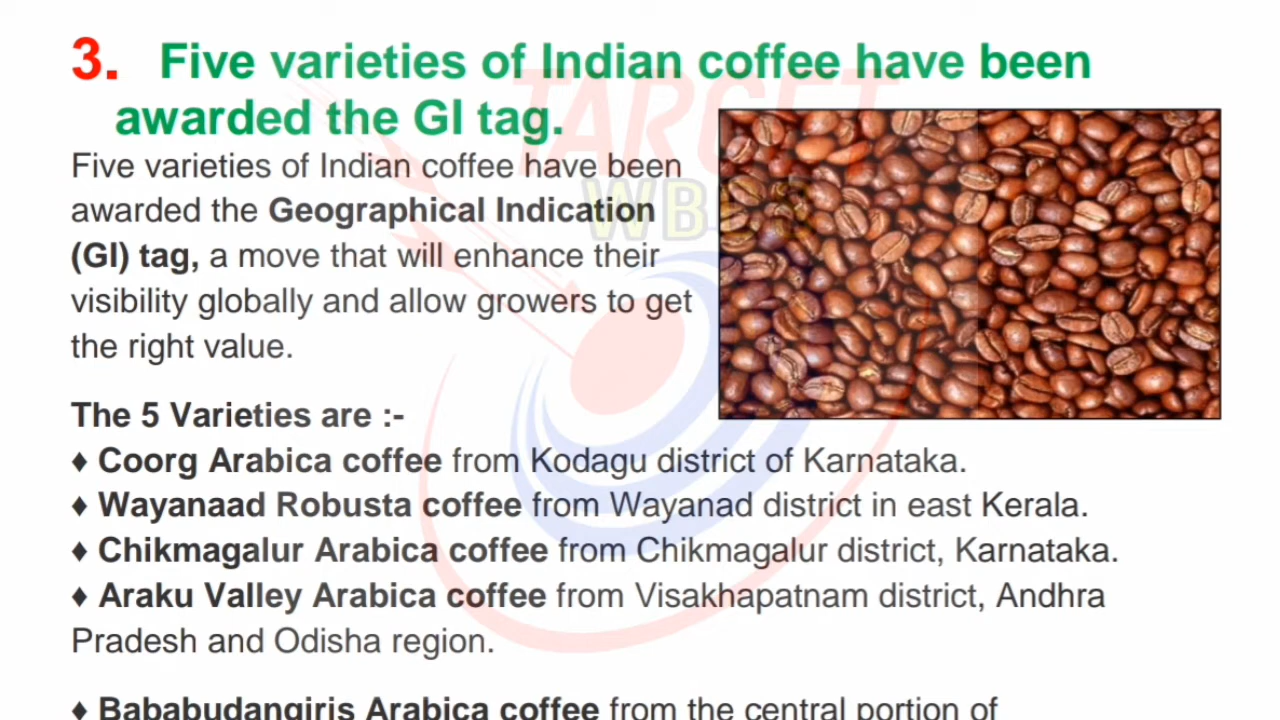 3. Five varieties of Indian coffee have been
awarded the GI tag.
Five varieties of Indian coffee have been
awarded the Geographical Indication
(GI) tag, a move that will enhance their
visibility globally and allow growers to get
the right value.
The 5 Varieties are :-
♦ Coorg Arabica coffee from Kodagu district of Karnataka.
♦ Wayanaad Robusta coffee from Wayanad district in east Kerala.
♦ Chikmagalur Arabica coffee from Chikmagalur district, Karnataka.
♦ Araku Valley Arabica coffee from Visakhapatnam district, Andhra
Pradesh and Odisha region.
♦ Bababudangiris Arabica coffee from the central portion of
TARGET
WBCS